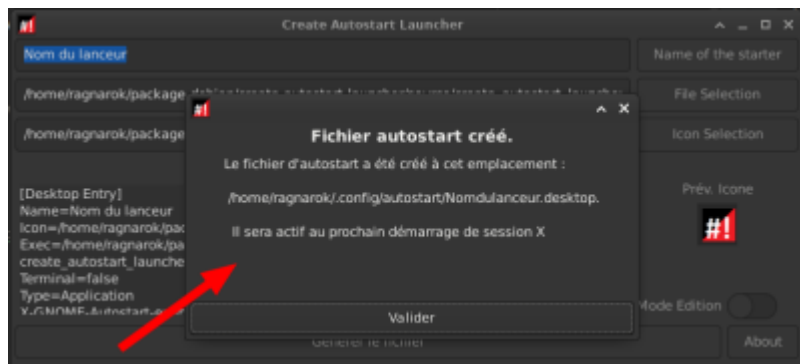 Create Autostart Launcher
Nom du lanceur
Name of the starter
/home/ragnarok/package
File Selection
/home/ragnarok/package
Icon Selection
Fichier autostart créé.
Le fichier d'autostart a été créé à cet emplacement :
/home/ragnarok/.config/autostart/Nomdulanceur.desktop.
Il sera actif au prochain démarrage de session X
Valider
[Desktop Entry]
Name=Nom du lanceur
Icon=/home/ragnarok/pac
Exec=/home/ragnarok/pa
create_autostart_launche
Terminal=false
Type=Application
X-GNOME-Autostart-e
Prév. Icone
#!
Mode Edition
Générer le fichier
About